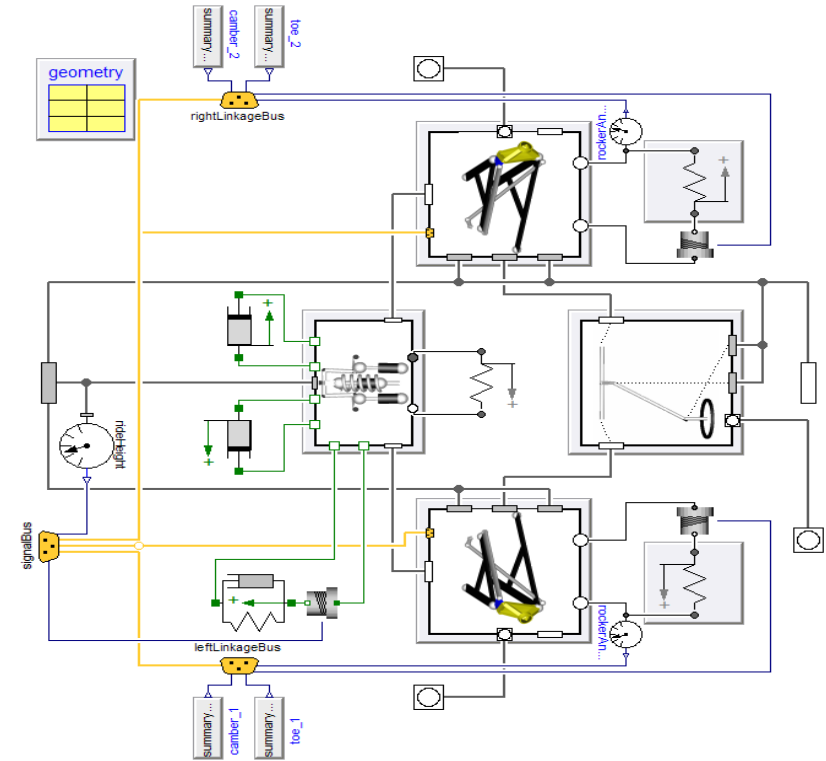 summary...
camber_2
summary...
toe_2
geometry
rightLinkageBus
rockerAn...
+
+
+
+
rideHeight
+
signalBus
+
+
rockerAn...
leftLinkageBus
summary...
camber_1
summary...
toe_1